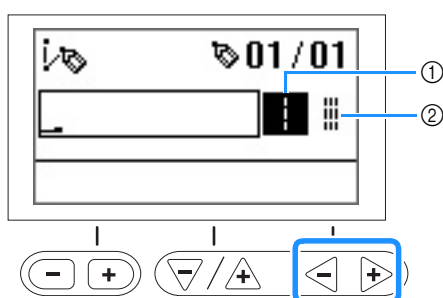 01/01
①
②
- + - / + - +